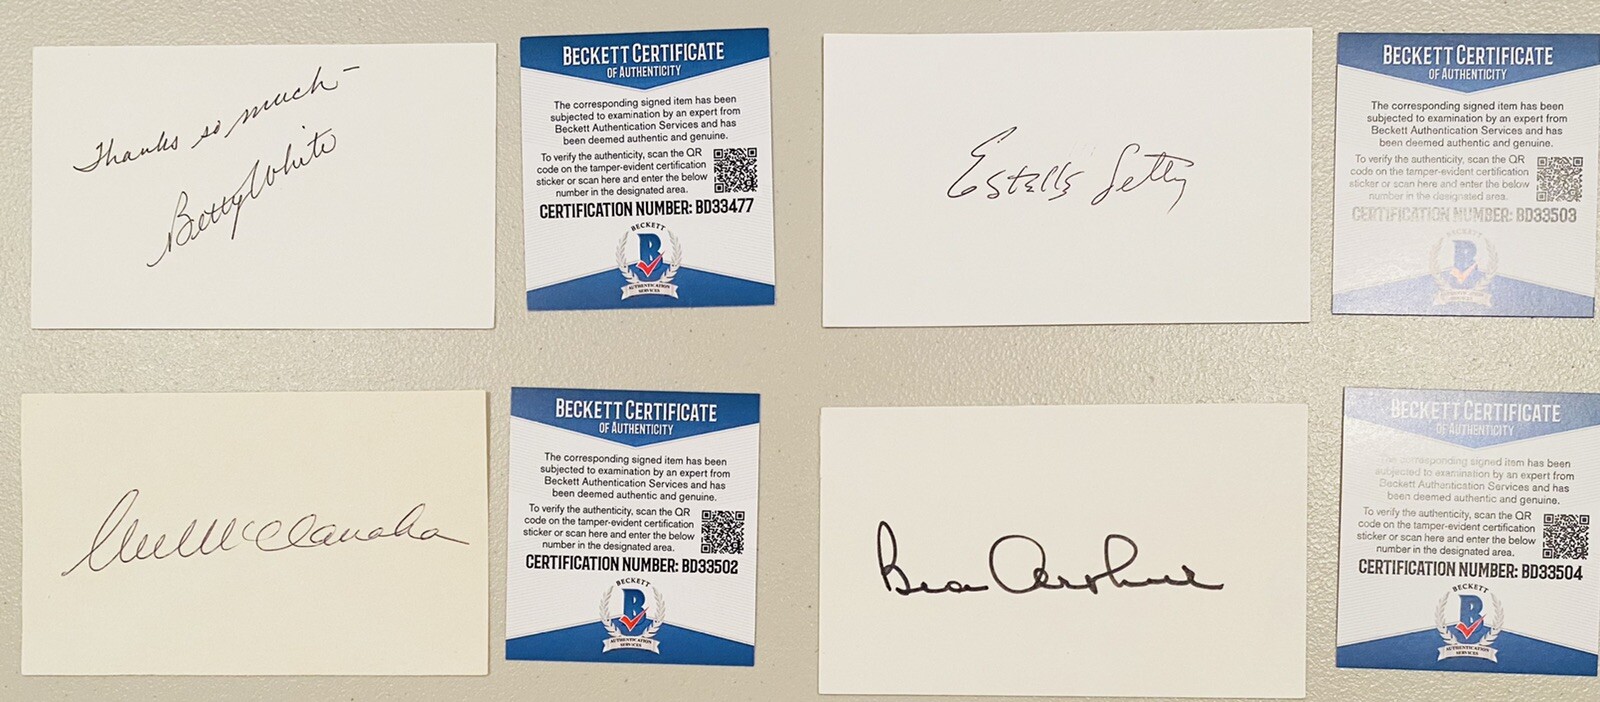 Thanks so much-
Betty White
BECKETT CERTIFICATE
OF AUTHENTICITY
The corresponding signed item has been
subjected to examination by an expert from
Beckett Authentication Services and has
been deemed authentic and genuine.
To verify the authenticity, scan the QR
code on the tamper-evident certification
sticker or scan here and enter the below
number in the designated area.
CERTIFICATION NUMBER: BD33477
BECKETT
B
AUTHENTICATION
SERVICES
Estelle Getty
BECKETT CERTIFICATE
OF AUTHENTICITY
The corresponding signed item has been
subjected to examination by an expert from
Beckett Authentication Services and has
been deemed authentic and genuine.
To verify the authenticity, scan the QR
code on the tamper-evident certification
sticker or scan here and enter the below
number in the designated area.
CERTIFICATION NUMBER: BD33503
BECKETT
B
AUTHENTICATION
SERVICES
Rue McClanahan
BECKETT CERTIFICATE
OF AUTHENTICITY
The corresponding signed item has been
subjected to examination by an expert from
Beckett Authentication Services and has
been deemed authentic and genuine.
To verify the authenticity, scan the QR
code on the tamper-evident certification
sticker or scan here and enter the below
number in the designated area.
CERTIFICATION NUMBER: BD33502
BECKETT
B
AUTHENTICATION
SERVICES
Bea Arthur
BECKETT CERTIFICATE
OF AUTHENTICITY
The corresponding signed item has been
subjected to examination by an expert from
Beckett Authentication Services and has
been deemed authentic and genuine.
To verify the authenticity, scan the QR
code on the tamper-evident certification
sticker or scan here and enter the below
number in the designated area.
CERTIFICATION NUMBER: BD33504
BECKETT
B
AUTHENTICATION
SERVICES